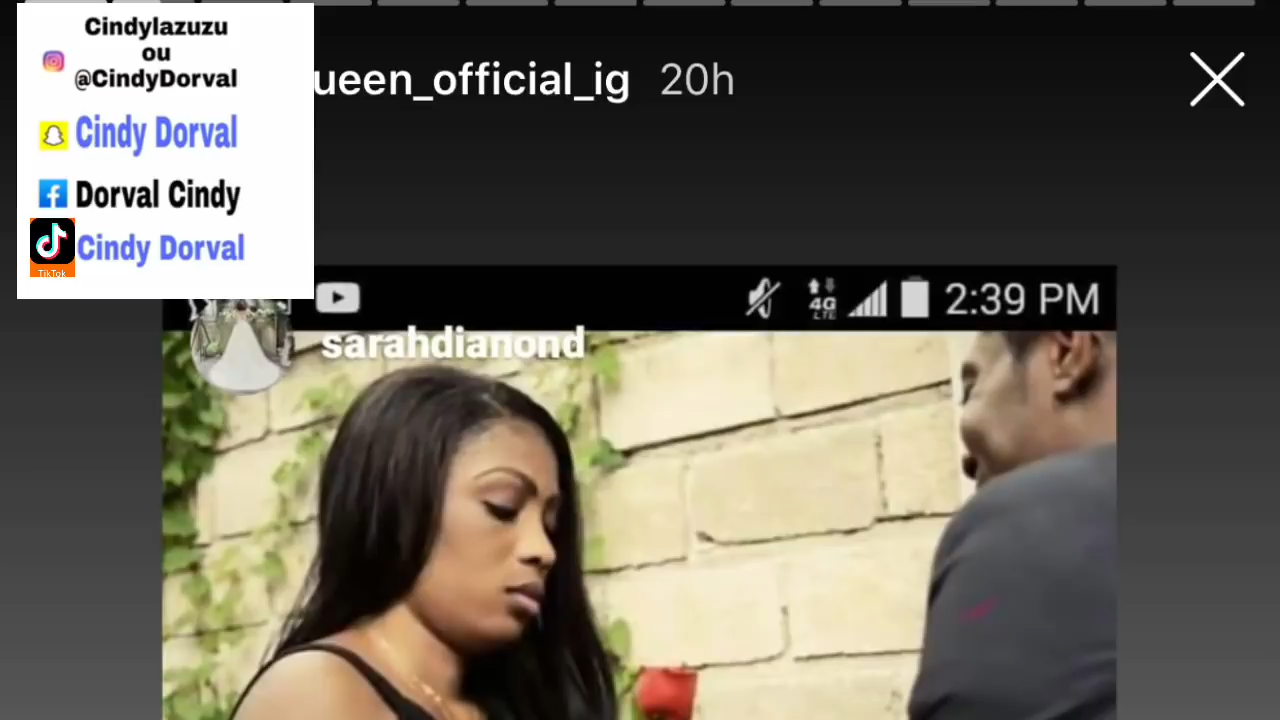 Cindylazuzu
ou
@CindyDorval
Cindy Dorval
Dorval Cindy
Cindy Dorval
TikTok
ueen_official_ig 20h
4G
LTE
2:39 PM
sarahdianond